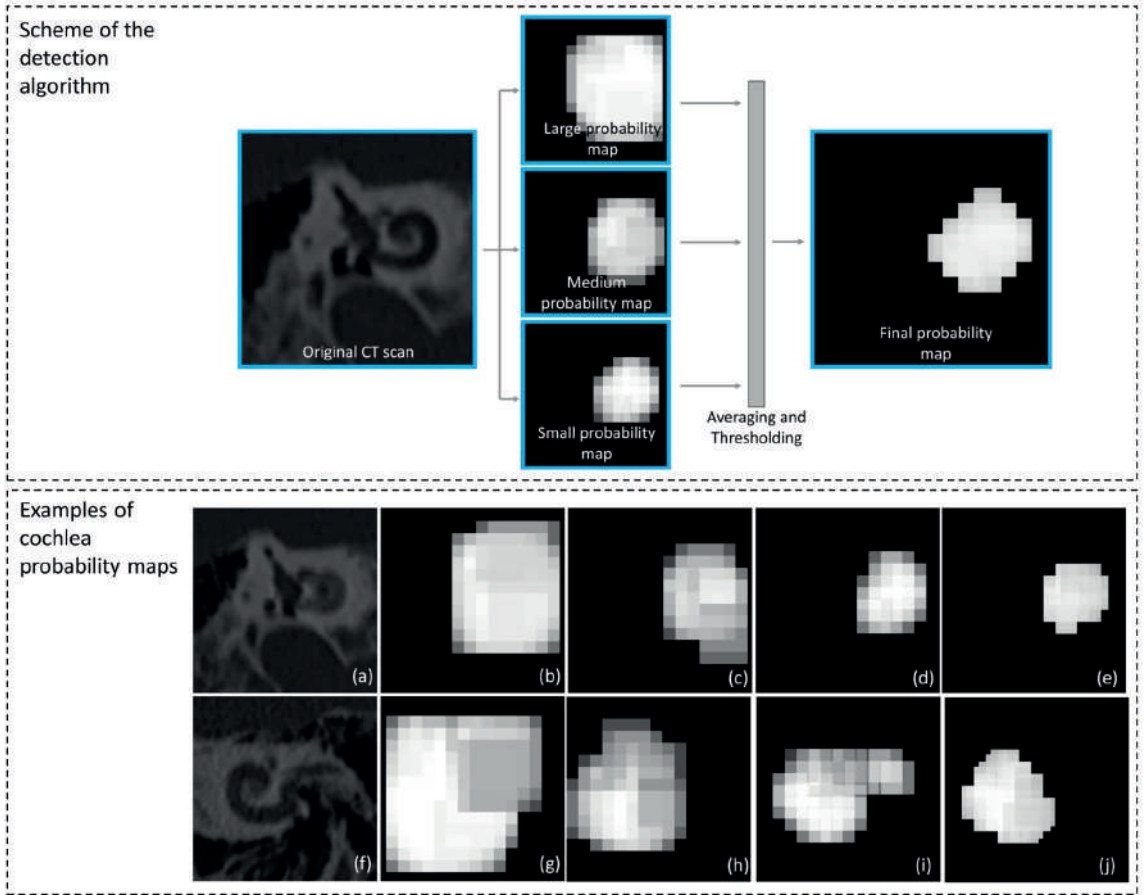 Scheme of the
detection
algorithm
Large probability
map
Original CT scan
Medium
probability map
Small probability
map
Averaging and
Thresholding
Final probability
map
Examples of
cochlea
probability maps
(a)
(b)
(c)
(d)
(e)
(f)
(g)
(h)
(i)
(j)